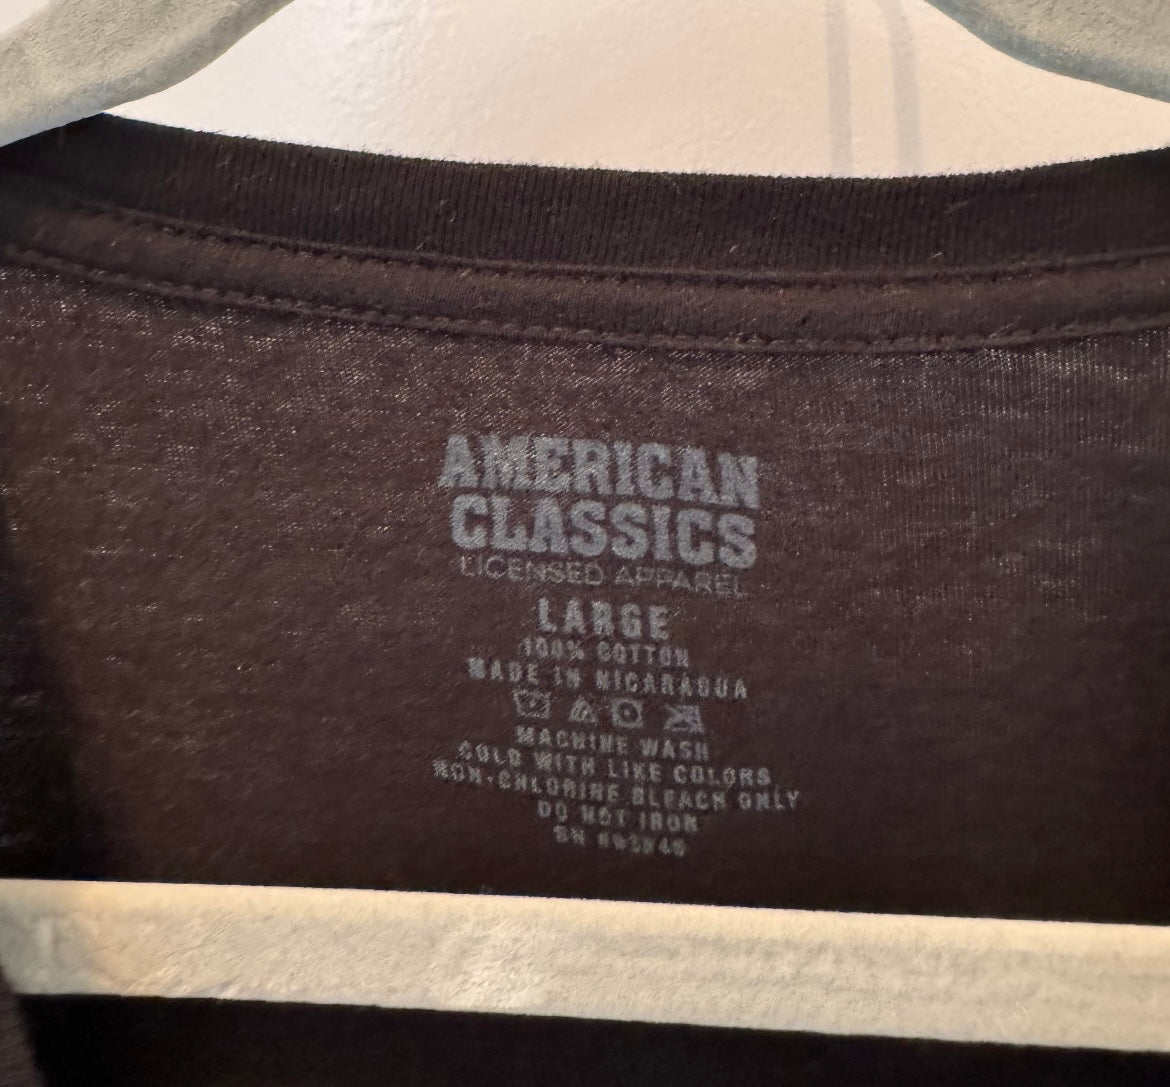 AMERICAN
CLASSICS
LICENSED APPAREL
LARGE
100% COTTON
MADE IN NICARAGUA
MACHINE WASH
COLD WITH LIKE COLORS
NON-CHLORINE BLEACH ONLY
DO NOT IRON